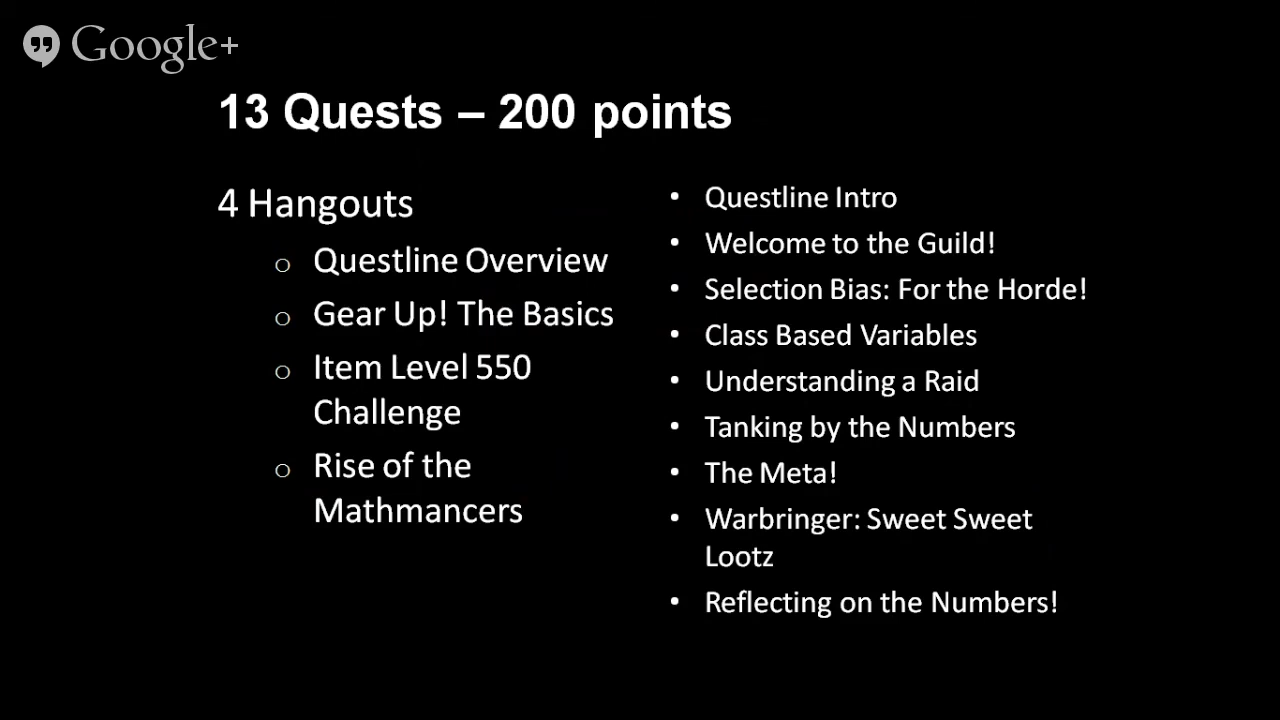 Google+
13 Quests – 200 points
4 Hangouts
o Questline Overview
o Gear Up! The Basics
o Item Level 550
Challenge
o Rise of the
Mathmancers
• Questline Intro
• Welcome to the Guild!
• Selection Bias: For the Horde!
• Class Based Variables
• Understanding a Raid
• Tanking by the Numbers
• The Meta!
• Warbringer: Sweet Sweet
Lootz
• Reflecting on the Numbers!